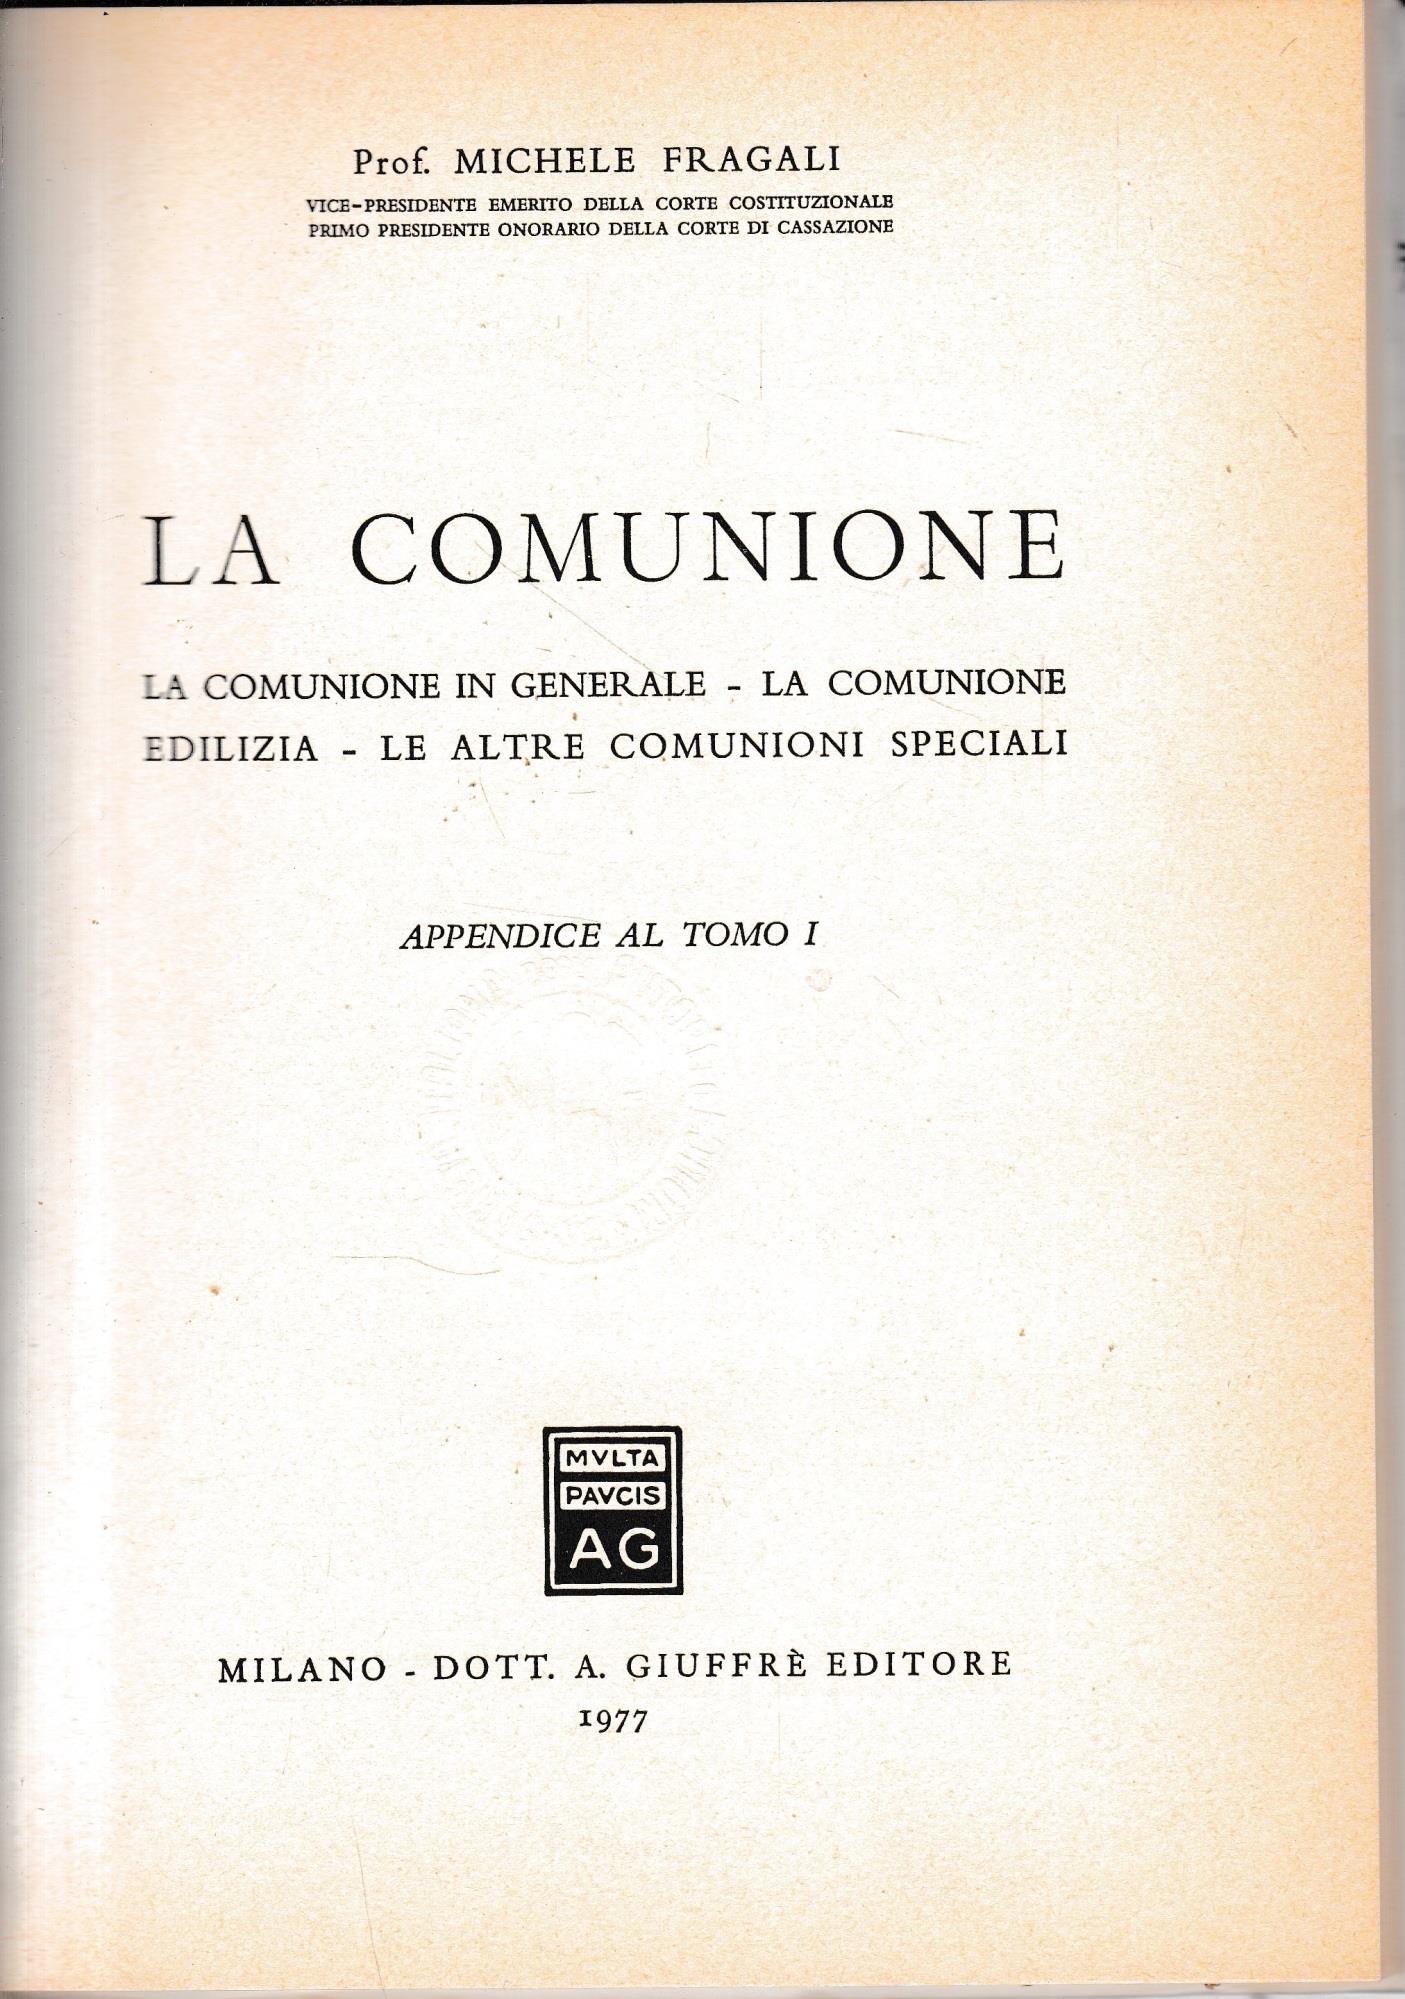 Prof. MICHELE FRAGALI
VICE-PRESIDENTE EMERITO DELLA CORTE COSTITUZIONALE
PRIMO PRESIDENTE ONORARIO DELLA CORTE DI CASSAZIONE
LA COMUNIONE
LA COMUNIONE IN GENERALE - LA COMUNIONE
EDILIZIA - LE ALTRE COMUNIONI SPECIALI
APPENDICE AL TOMO I
MVLTA
PAVCIS
AG
MILANO - DOTT. A. GIUFFRÈ EDITORE
1977